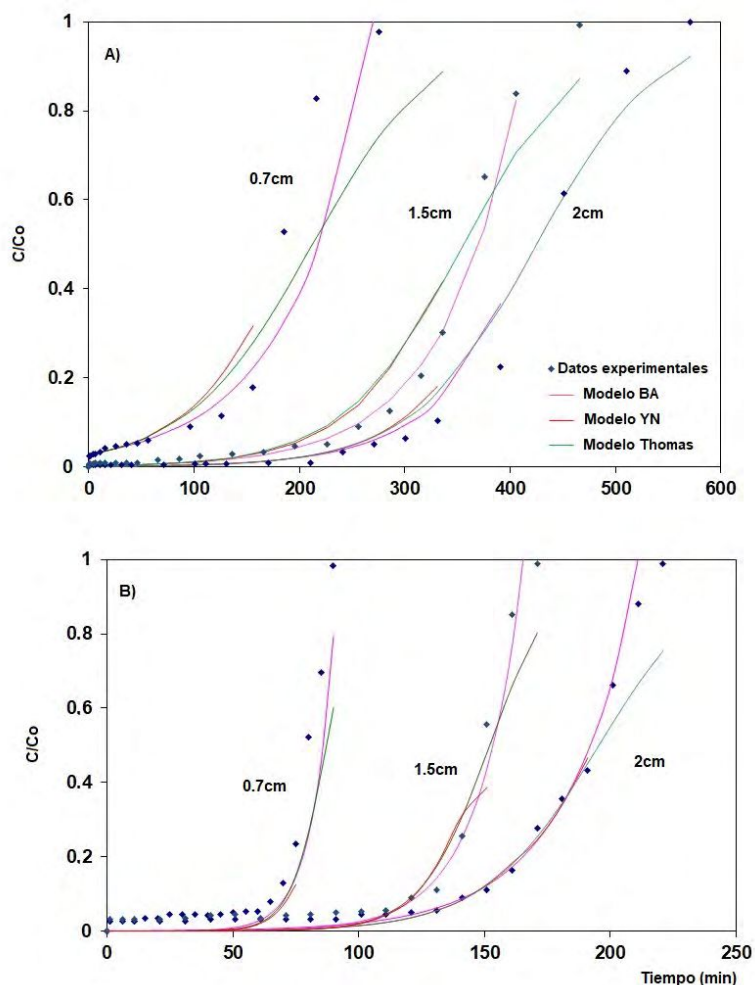 A)
1
0.8
0.6
0.4
0.2
0
C/Co
0.7cm
1.5cm
2cm
Datos experimentales
Modelo BA
Modelo YN
Modelo Thomas
0 100 200 300 400 500 600
B)
1
0.8
0.6
0.4
0.2
0
C/Co
0.7cm
1.5cm
2cm
0 50 100 150 200 250
Tiempo (min)